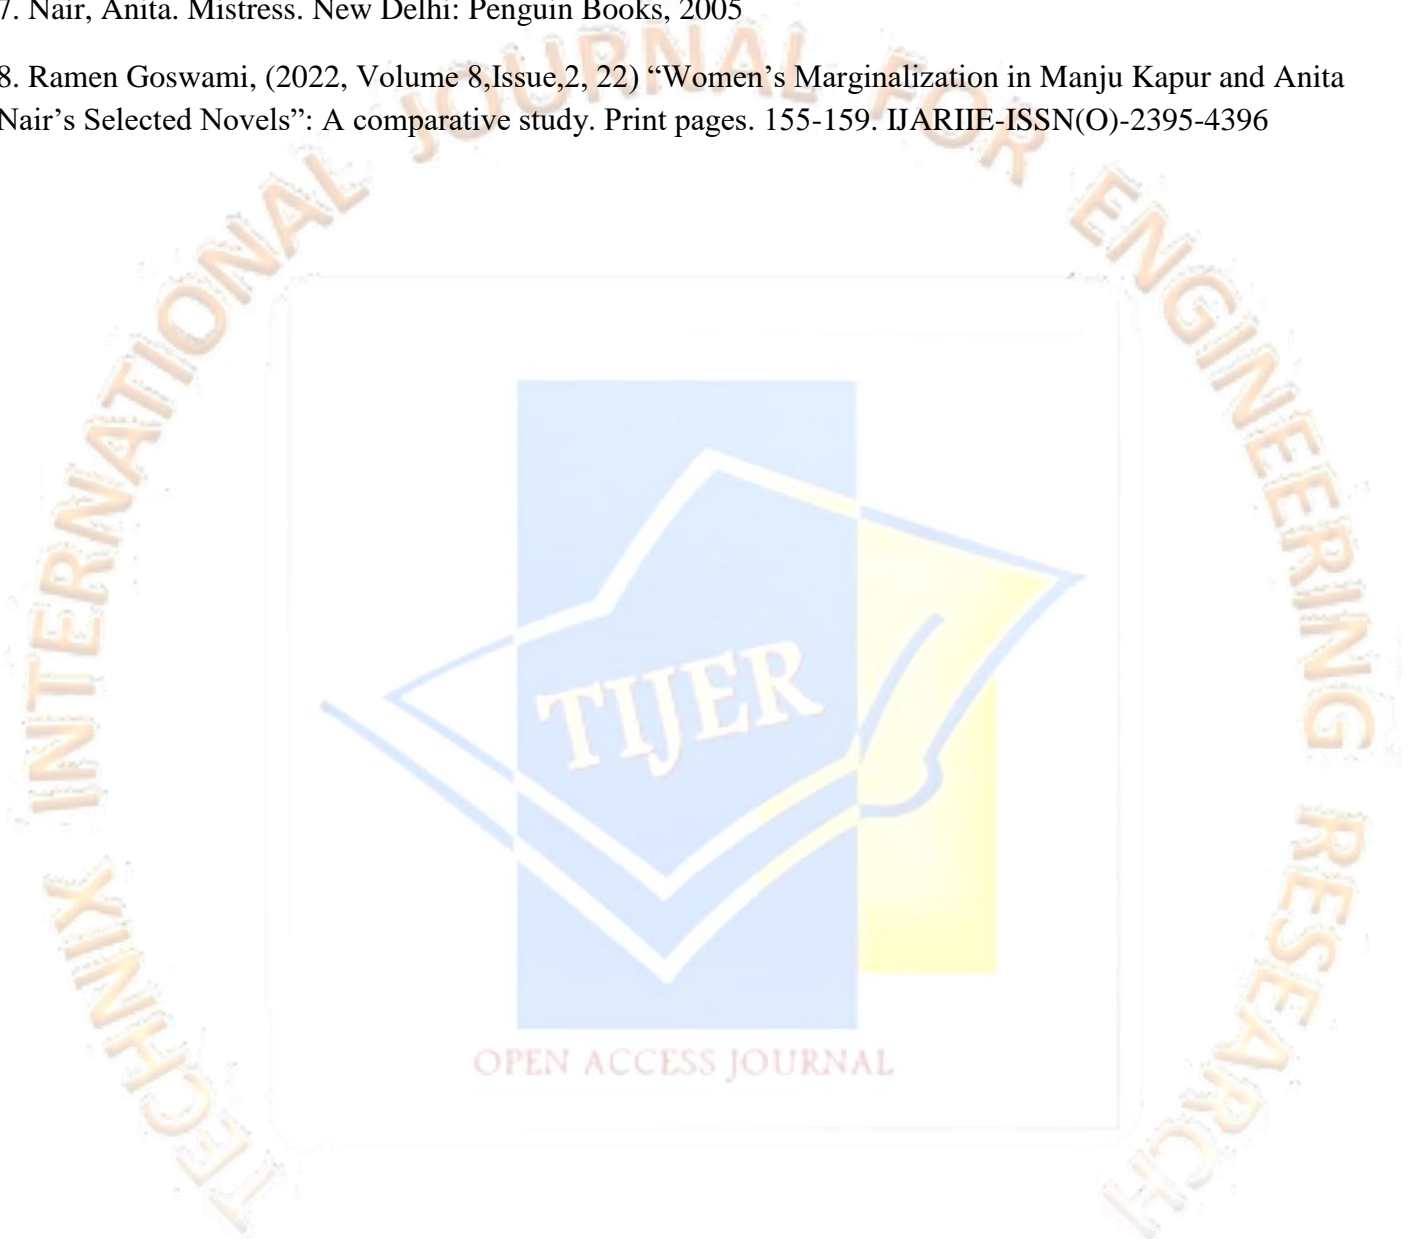 7. Nair, Anita. Mistress. New Delhi: Penguin Books, 2005
8. Ramen Goswami, (2022, Volume 8,Issue,2, 22) “Women’s Marginalization in Manju Kapur and Anita
Nair’s Selected Novels”: A comparative study. Print pages. 155-159. IJARIIE-ISSN(O)-2395-4396
TECHNIX INTERNATIONAL JOURNAL FOR ENGINEERING RESEARCH
TIJER
OPEN ACCESS JOURNAL